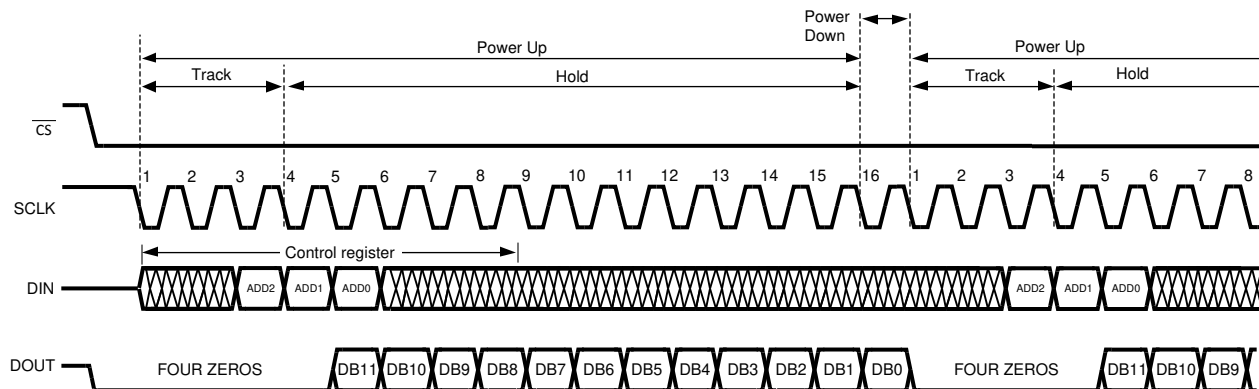 Power
Down
Power Up
Power Up
Track
Hold
Track
Hold
CS
1 2 3 4 5 6 7 8 9 10 11 12 13 14 15 16 1 2 3 4 5 6 7 8
SCLK
Control register
DIN
ADD2 ADD1 ADD0 ADD2 ADD1 ADD0
DOUT
FOUR ZEROS DB11 DB10 DB9 DB8 DB7 DB6 DB5 DB4 DB3 DB2 DB1 DB0 FOUR ZEROS DB11 DB10 DB9